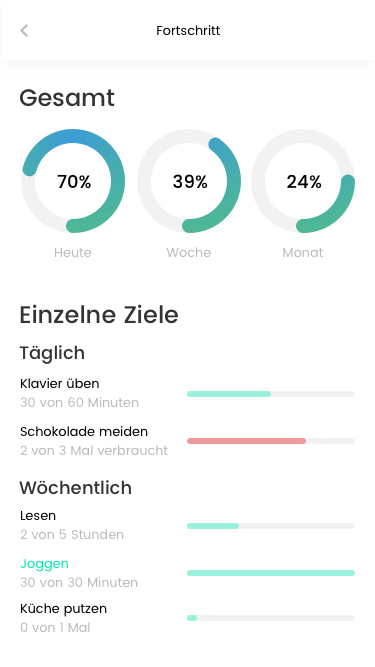 Fortschritt
Gesamt
70%
39%
24%
Heute
Woche
Monat
Einzelne Ziele
Täglich
Klavier üben
30 von 60 Minuten
Schokolade meiden
2 von 3 Mal verbraucht
Wöchentlich
Lesen
2 von 5 Stunden
Joggen
30 von 30 Minuten
Küche putzen
0 von 1 Mal